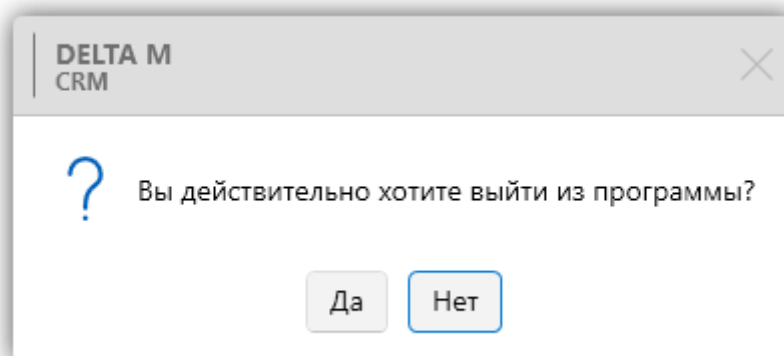 DELTA M
CRM
Вы действительно хотите выйти из программы?
Да
Нет